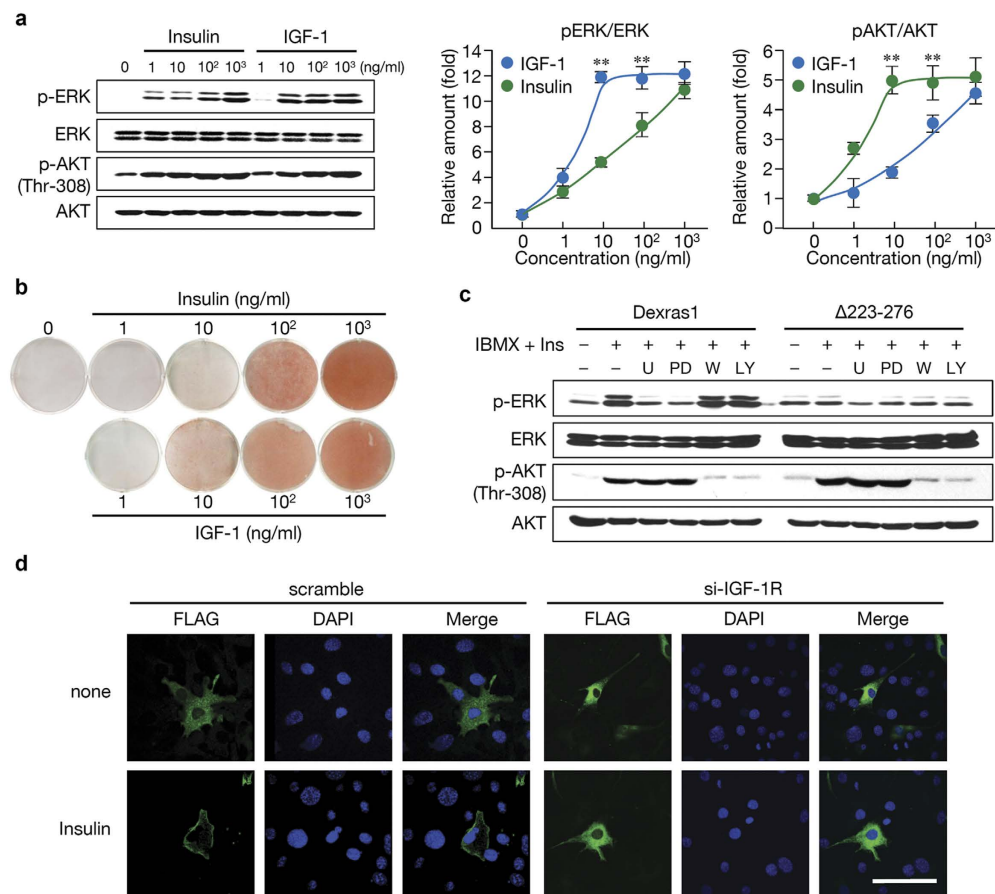 a
Insulin IGF-1
0 1 10 10² 10³ 1 10 10² 10³ (ng/ml)
p-ERK
ERK
p-AKT
(Thr-308)
AKT
pERK/ERK
14
12
10
8
6
4
2
0
Relative amount (fold)
IGF-1
Insulin
** **
0 1 10 10² 10³
Concentration (ng/ml)
pAKT/AKT
6
5
4
3
2
1
0
Relative amount (fold)
IGF-1
Insulin
** **
0 1 10 10² 10³
Concentration (ng/ml)
b
Insulin (ng/ml)
0 1 10 10² 10³
1 10 10² 10³
IGF-1 (ng/ml)
c
Dexras1 Δ223-276
IBMX + Ins – + + + + + – + + + + +
– – U PD W LY – – U PD W LY
p-ERK
ERK
p-AKT
(Thr-308)
AKT
d
scramble si-IGF-1R
FLAG DAPI Merge FLAG DAPI Merge
none
Insulin